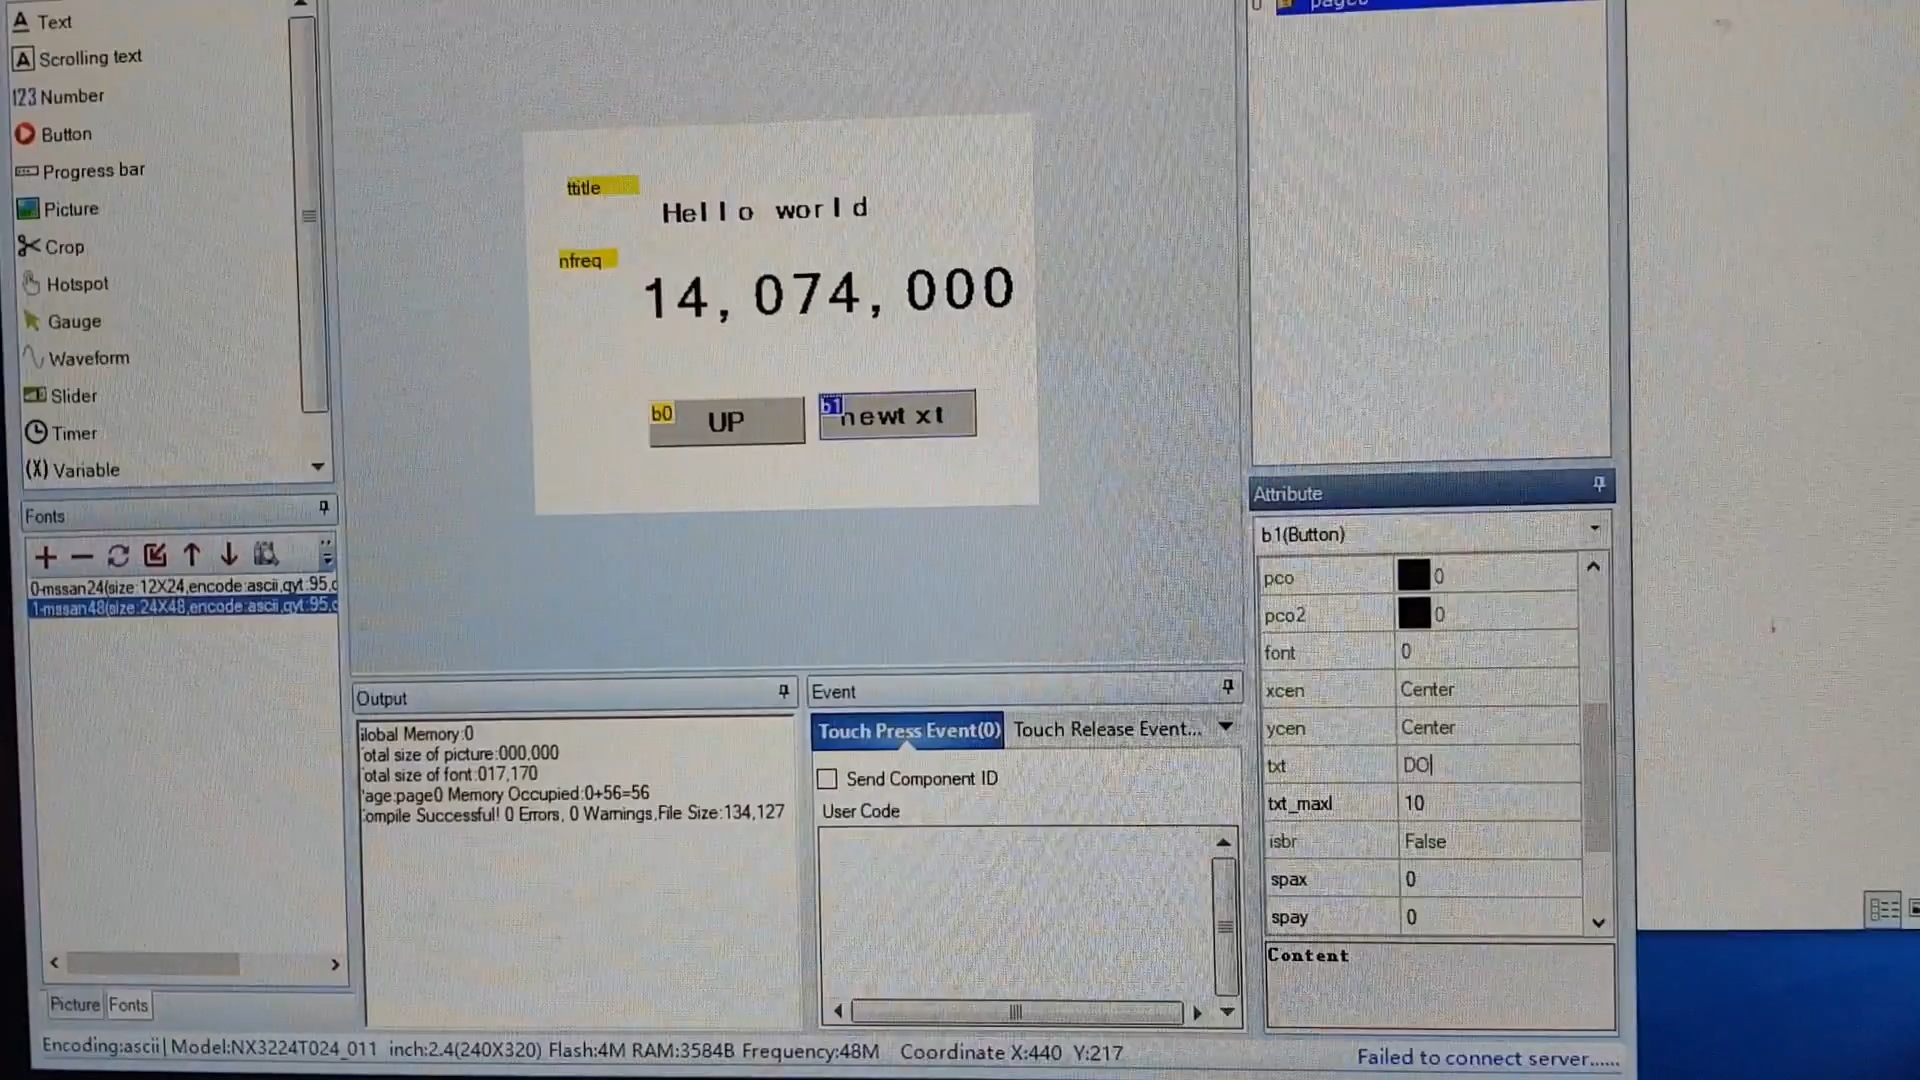 Text
Scrolling text
Number
Button
Progress bar
Picture
Crop
Hotspot
Gauge
Waveform
Slider
Timer
(X) Variable
Fonts
0-mssan24(size:12X24,encode:ascii,qyt:95,c
1-mssan48(size:24X48,encode:ascii,qyt:95,c
Picture Fonts
ttitle
Hello world
nfreq
14,074,000
b0 UP
b1 newtxt
Output
lobal Memory:0
otal size of picture:000,000
otal size of font:017,170
age:page0 Memory Occupied:0+56=56
ompile Successful! 0 Errors, 0 Warnings,File Size:134,127
Event
Touch Press Event(0) Touch Release Event...
Send Component ID
User Code
0 page0
Attribute
b1(Button)
pco 0
pco2 0
font 0
xcen Center
ycen Center
txt DO
txt_maxl 10
isbr False
spax 0
spay 0
Content
Encoding:ascii| Model:NX3224T024_011 inch:2.4(240X320) Flash:4M RAM:3584B Frequency:48M Coordinate X:440 Y:217
Failed to connect server......